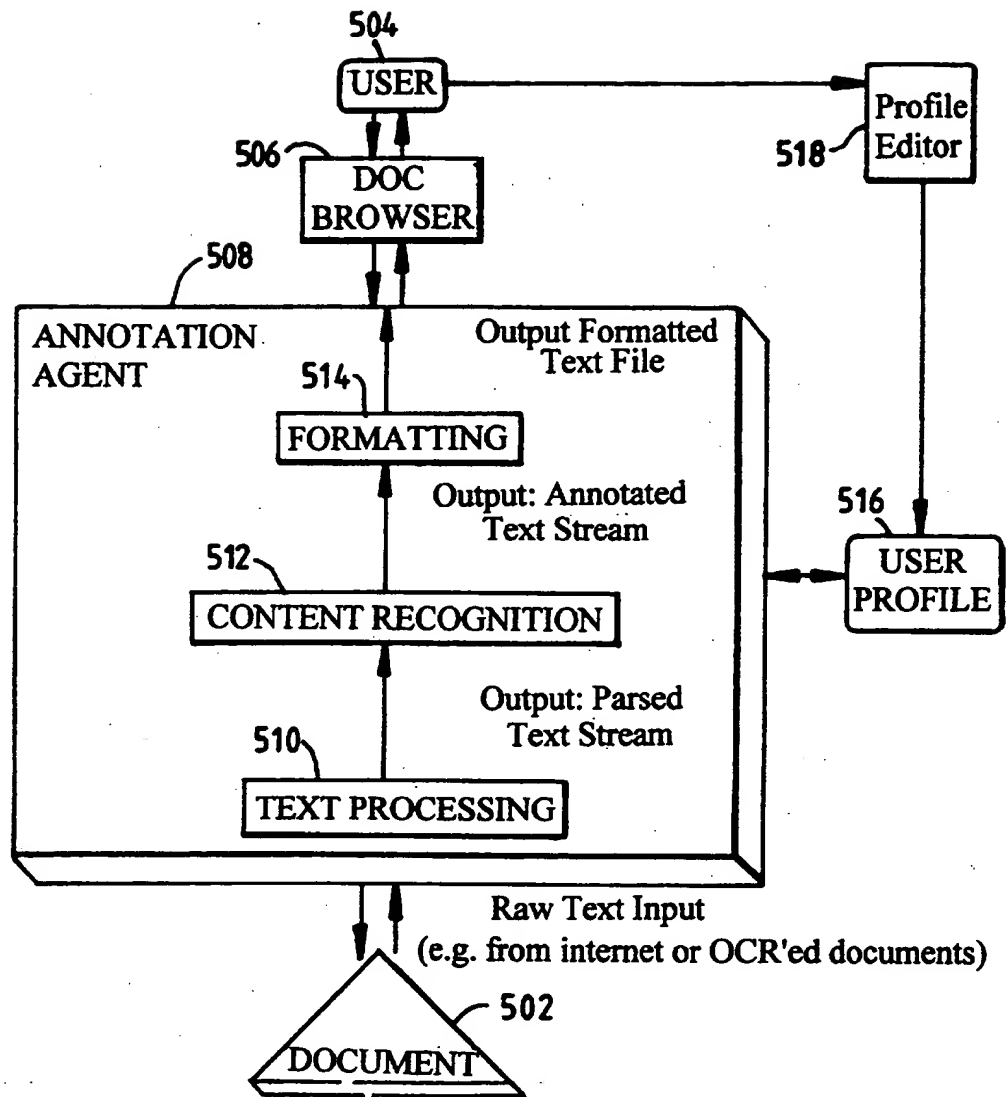 504
USER
506
DOC
BROWSER
518
Profile
Editor
508
ANNOTATION
AGENT
Output Formatted
Text File
514
FORMATTING
Output: Annotated
Text Stream
516
USER
PROFILE
512
CONTENT RECOGNITION
Output: Parsed
Text Stream
510
TEXT PROCESSING
Raw Text Input
(e.g. from internet or OCR'ed documents)
502
DOCUMENT